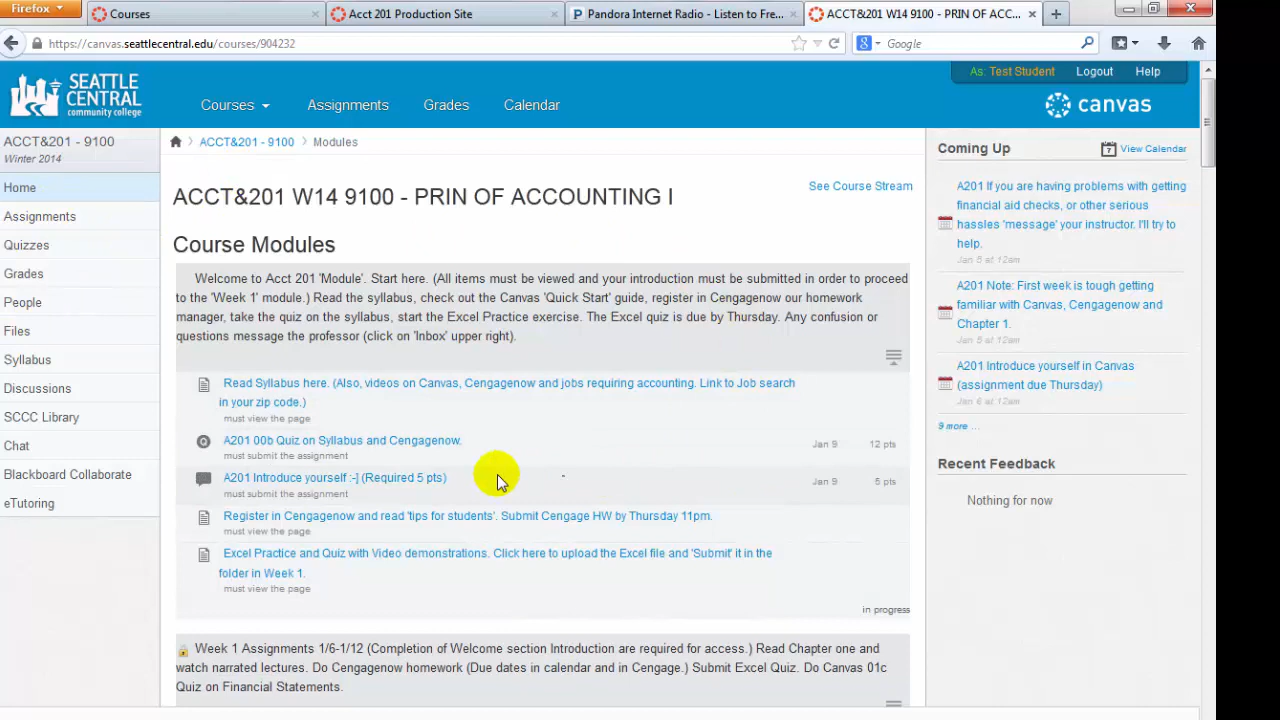 Firefox
Courses
Acct 201 Production Site
Pandora Internet Radio - Listen to Fre...
ACCT&201 W14 9100 - PRIN OF ACC...
https://canvas.seattlecentral.edu/courses/904232
Google
As: Test Student
Logout
Help
SEATTLE
CENTRAL
community college
Courses
Assignments
Grades
Calendar
canvas
ACCT&201 - 9100
Winter 2014
Home
Assignments
Quizzes
Grades
People
Files
Syllabus
Discussions
SCCC Library
Chat
Blackboard Collaborate
eTutoring
ACCT&201 - 9100 > Modules
See Course Stream
ACCT&201 W14 9100 - PRIN OF ACCOUNTING I
Course Modules
Welcome to Acct 201 'Module'. Start here. (All items must be viewed and your introduction must be submitted in order to proceed
to the 'Week 1' module.) Read the syllabus, check out the Canvas 'Quick Start' guide, register in Cengagenow our homework
manager, take the quiz on the syllabus, start the Excel Practice exercise. The Excel quiz is due by Thursday. Any confusion or
questions message the professor (click on 'Inbox' upper right).
Read Syllabus here. (Also, videos on Canvas, Cengagenow and jobs requiring accounting. Link to Job search
in your zip code.)
must view the page
A201 00b Quiz on Syllabus and Cengagenow.
must submit the assignment
Jan 9
12 pts
A201 Introduce yourself :-] (Required 5 pts)
must submit the assignment
Jan 9
5 pts
Register in Cengagenow and read 'tips for students'. Submit Cengage HW by Thursday 11pm.
must view the page
Excel Practice and Quiz with Video demonstrations. Click here to upload the Excel file and 'Submit' it in the
folder in Week 1.
must view the page
in progress
Week 1 Assignments 1/6-1/12 (Completion of Welcome section Introduction are required for access.) Read Chapter one and
watch narrated lectures. Do Cengagenow homework (Due dates in calendar and in Cengage.) Submit Excel Quiz. Do Canvas 01c
Quiz on Financial Statements.
Coming Up
7
View Calendar
A201 If you are having problems with getting
financial aid checks, or other serious
hassles 'message' your instructor. I'll try to
help.
Jan 5 at 12am
A201 Note: First week is tough getting
familiar with Canvas, Cengagenow and
Chapter 1.
Jan 5 at 12am
A201 Introduce yourself in Canvas
(assignment due Thursday)
Jan 6 at 12am
9 more ...
Recent Feedback
Nothing for now